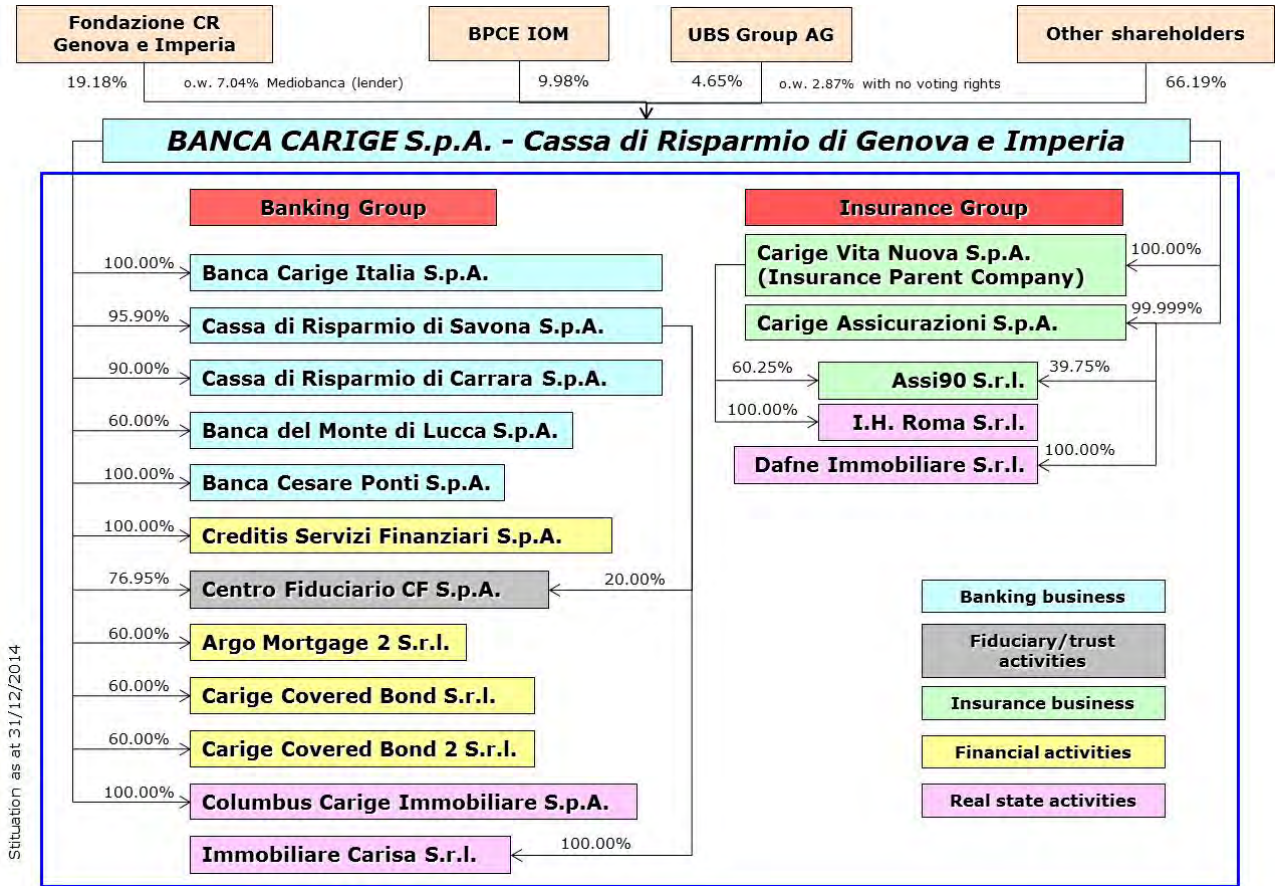 Fondazione CR
Genova e Imperia
BPCE IOM
UBS Group AG
Other shareholders
19.18%
o.w. 7.04% Mediobanca (lender)
9.98%
4.65%
o.w. 2.87% with no voting rights
66.19%
BANCA CARIGE S.p.A. - Cassa di Risparmio di Genova e Imperia
Banking Group
100.00%
Banca Carige Italia S.p.A.
95.90%
Cassa di Risparmio di Savona S.p.A.
90.00%
Cassa di Risparmio di Carrara S.p.A.
60.00%
Banca del Monte di Lucca S.p.A.
100.00%
Banca Cesare Ponti S.p.A.
100.00%
Creditis Servizi Finanziari S.p.A.
76.95%
Centro Fiduciario CF S.p.A.
20.00%
60.00%
Argo Mortgage 2 S.r.l.
60.00%
Carige Covered Bond S.r.l.
60.00%
Carige Covered Bond 2 S.r.l.
100.00%
Columbus Carige Immobiliare S.p.A.
Immobiliare Carisa S.r.l.
100.00%
Insurance Group
Carige Vita Nuova S.p.A.
(Insurance Parent Company)
100.00%
Carige Assicurazioni S.p.A.
99.999%
60.25%
Assi90 S.r.l.
39.75%
100.00%
I.H. Roma S.r.l.
Dafne Immobiliare S.r.l.
100.00%
Banking business
Fiduciary/trust
activities
Insurance business
Financial activities
Real state activities
Stituation as at 31/12/2014